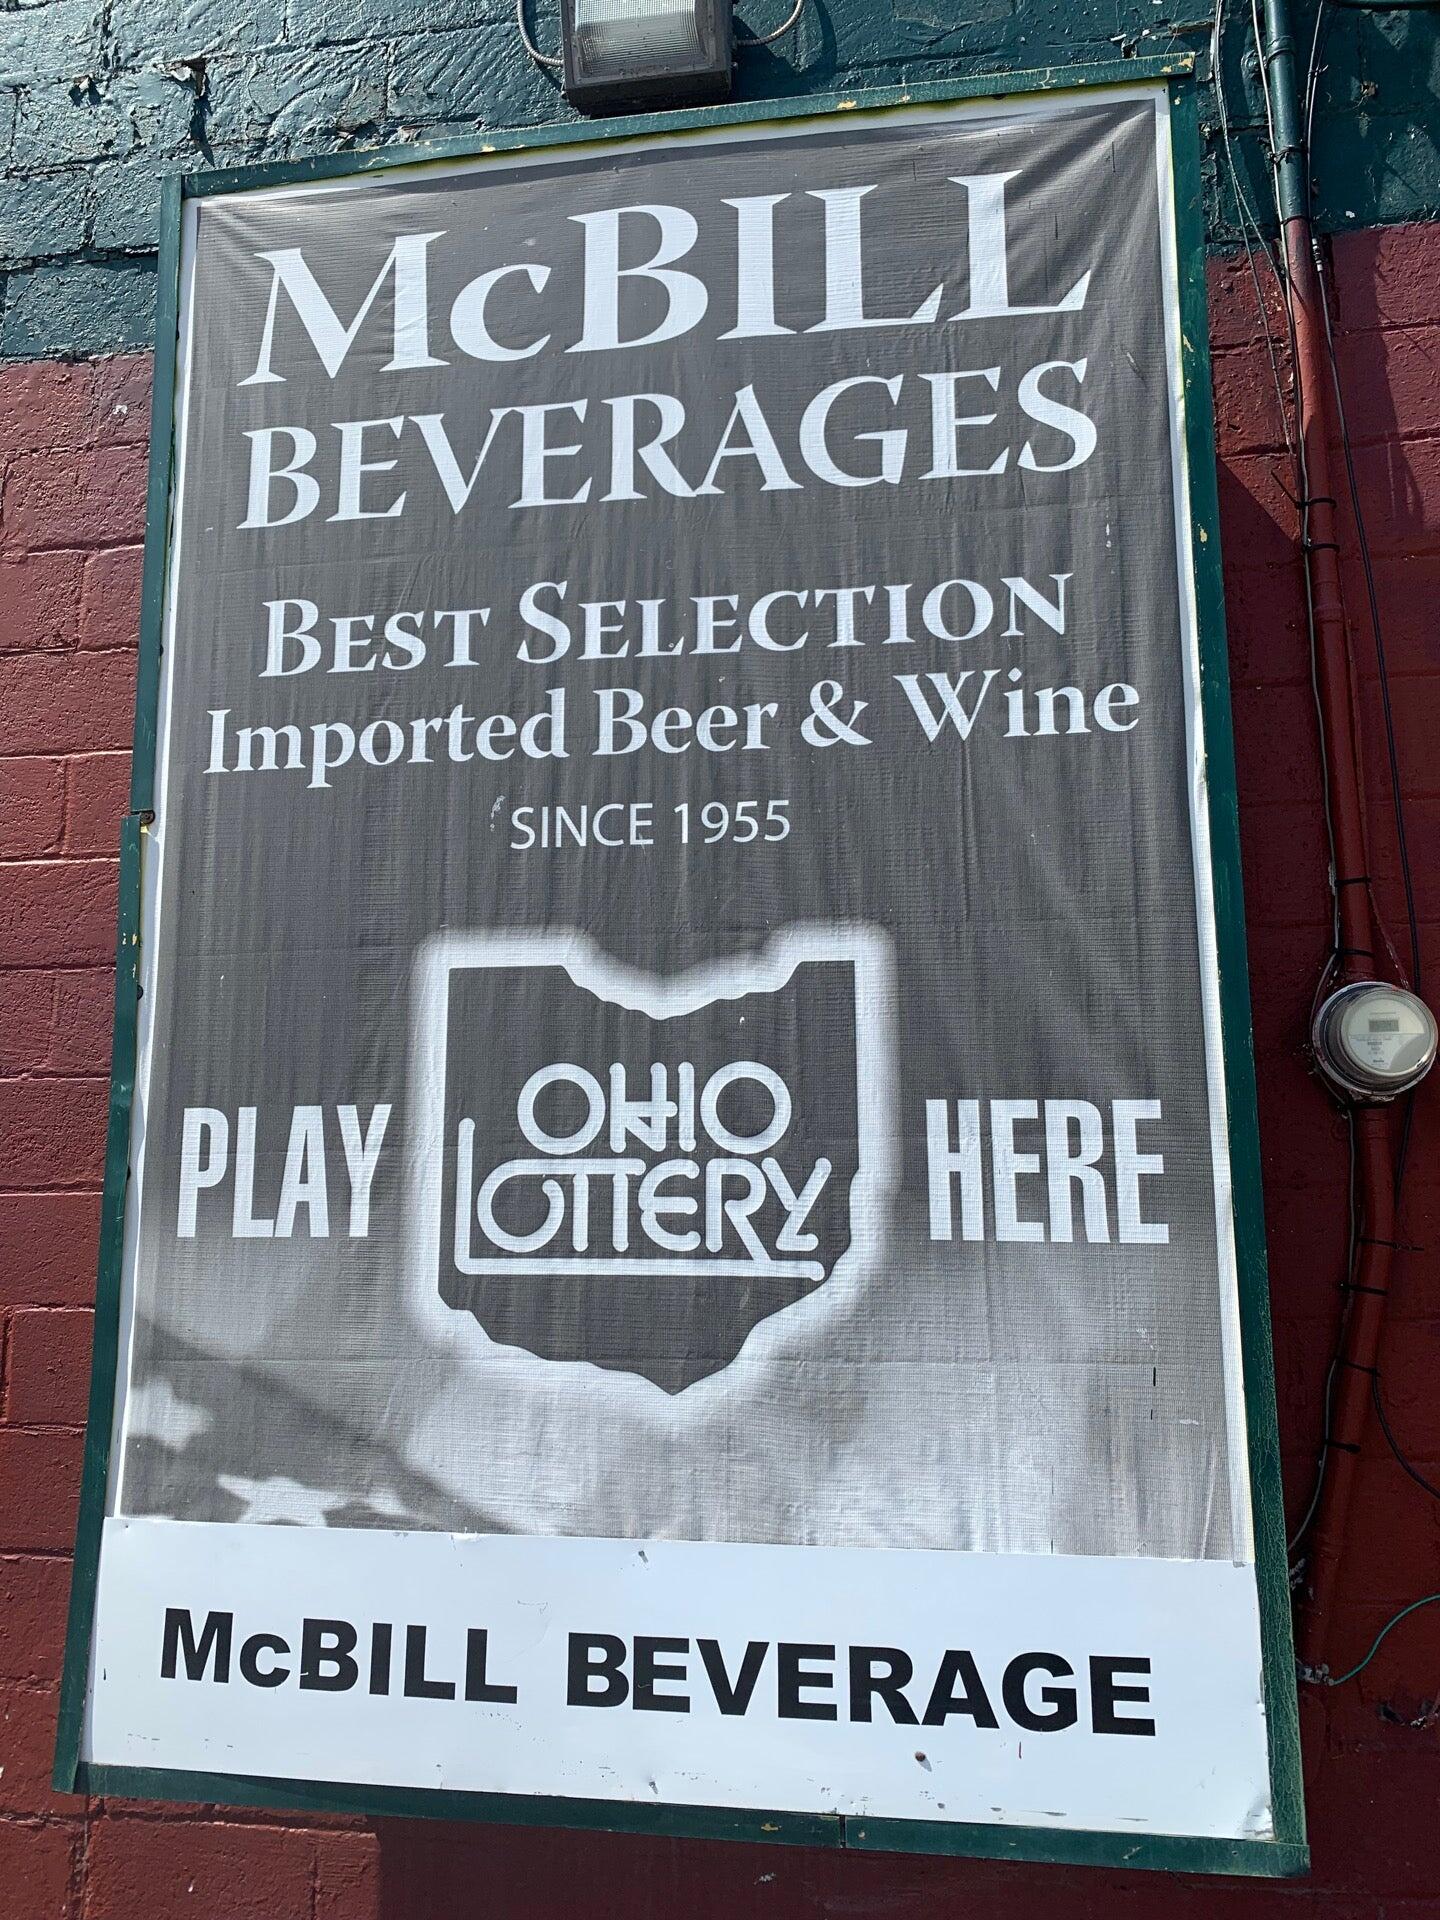 McBILL
BEVERAGES
BEST SELECTION
Imported Beer & Wine
SINCE 1955
PLAY OHIO LOTTERY HERE
McBILL BEVERAGE